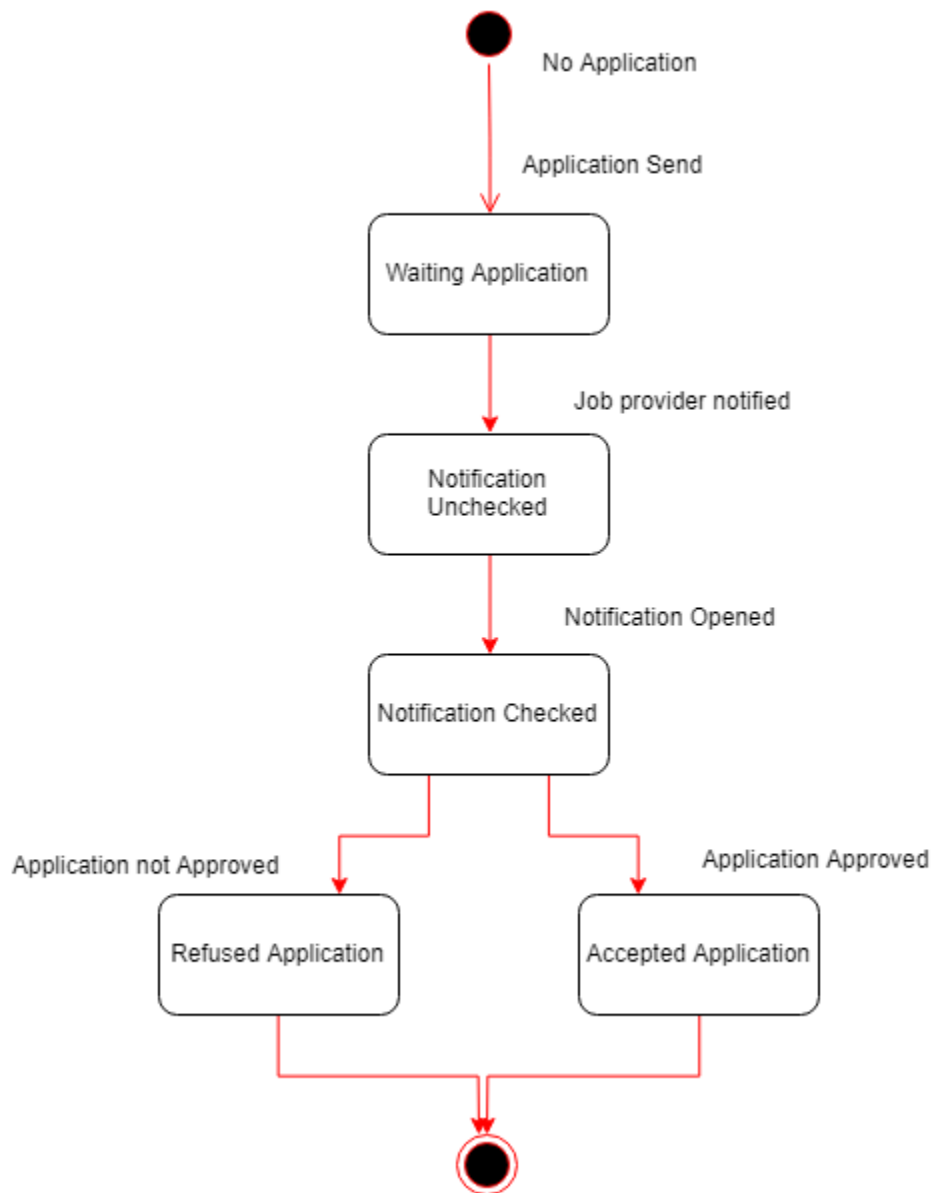 No Application
Application Send
Waiting Application
Job provider notified
Notification
Unchecked
Notification Opened
Notification Checked
Application not Approved
Application Approved
Refused Application
Accepted Application